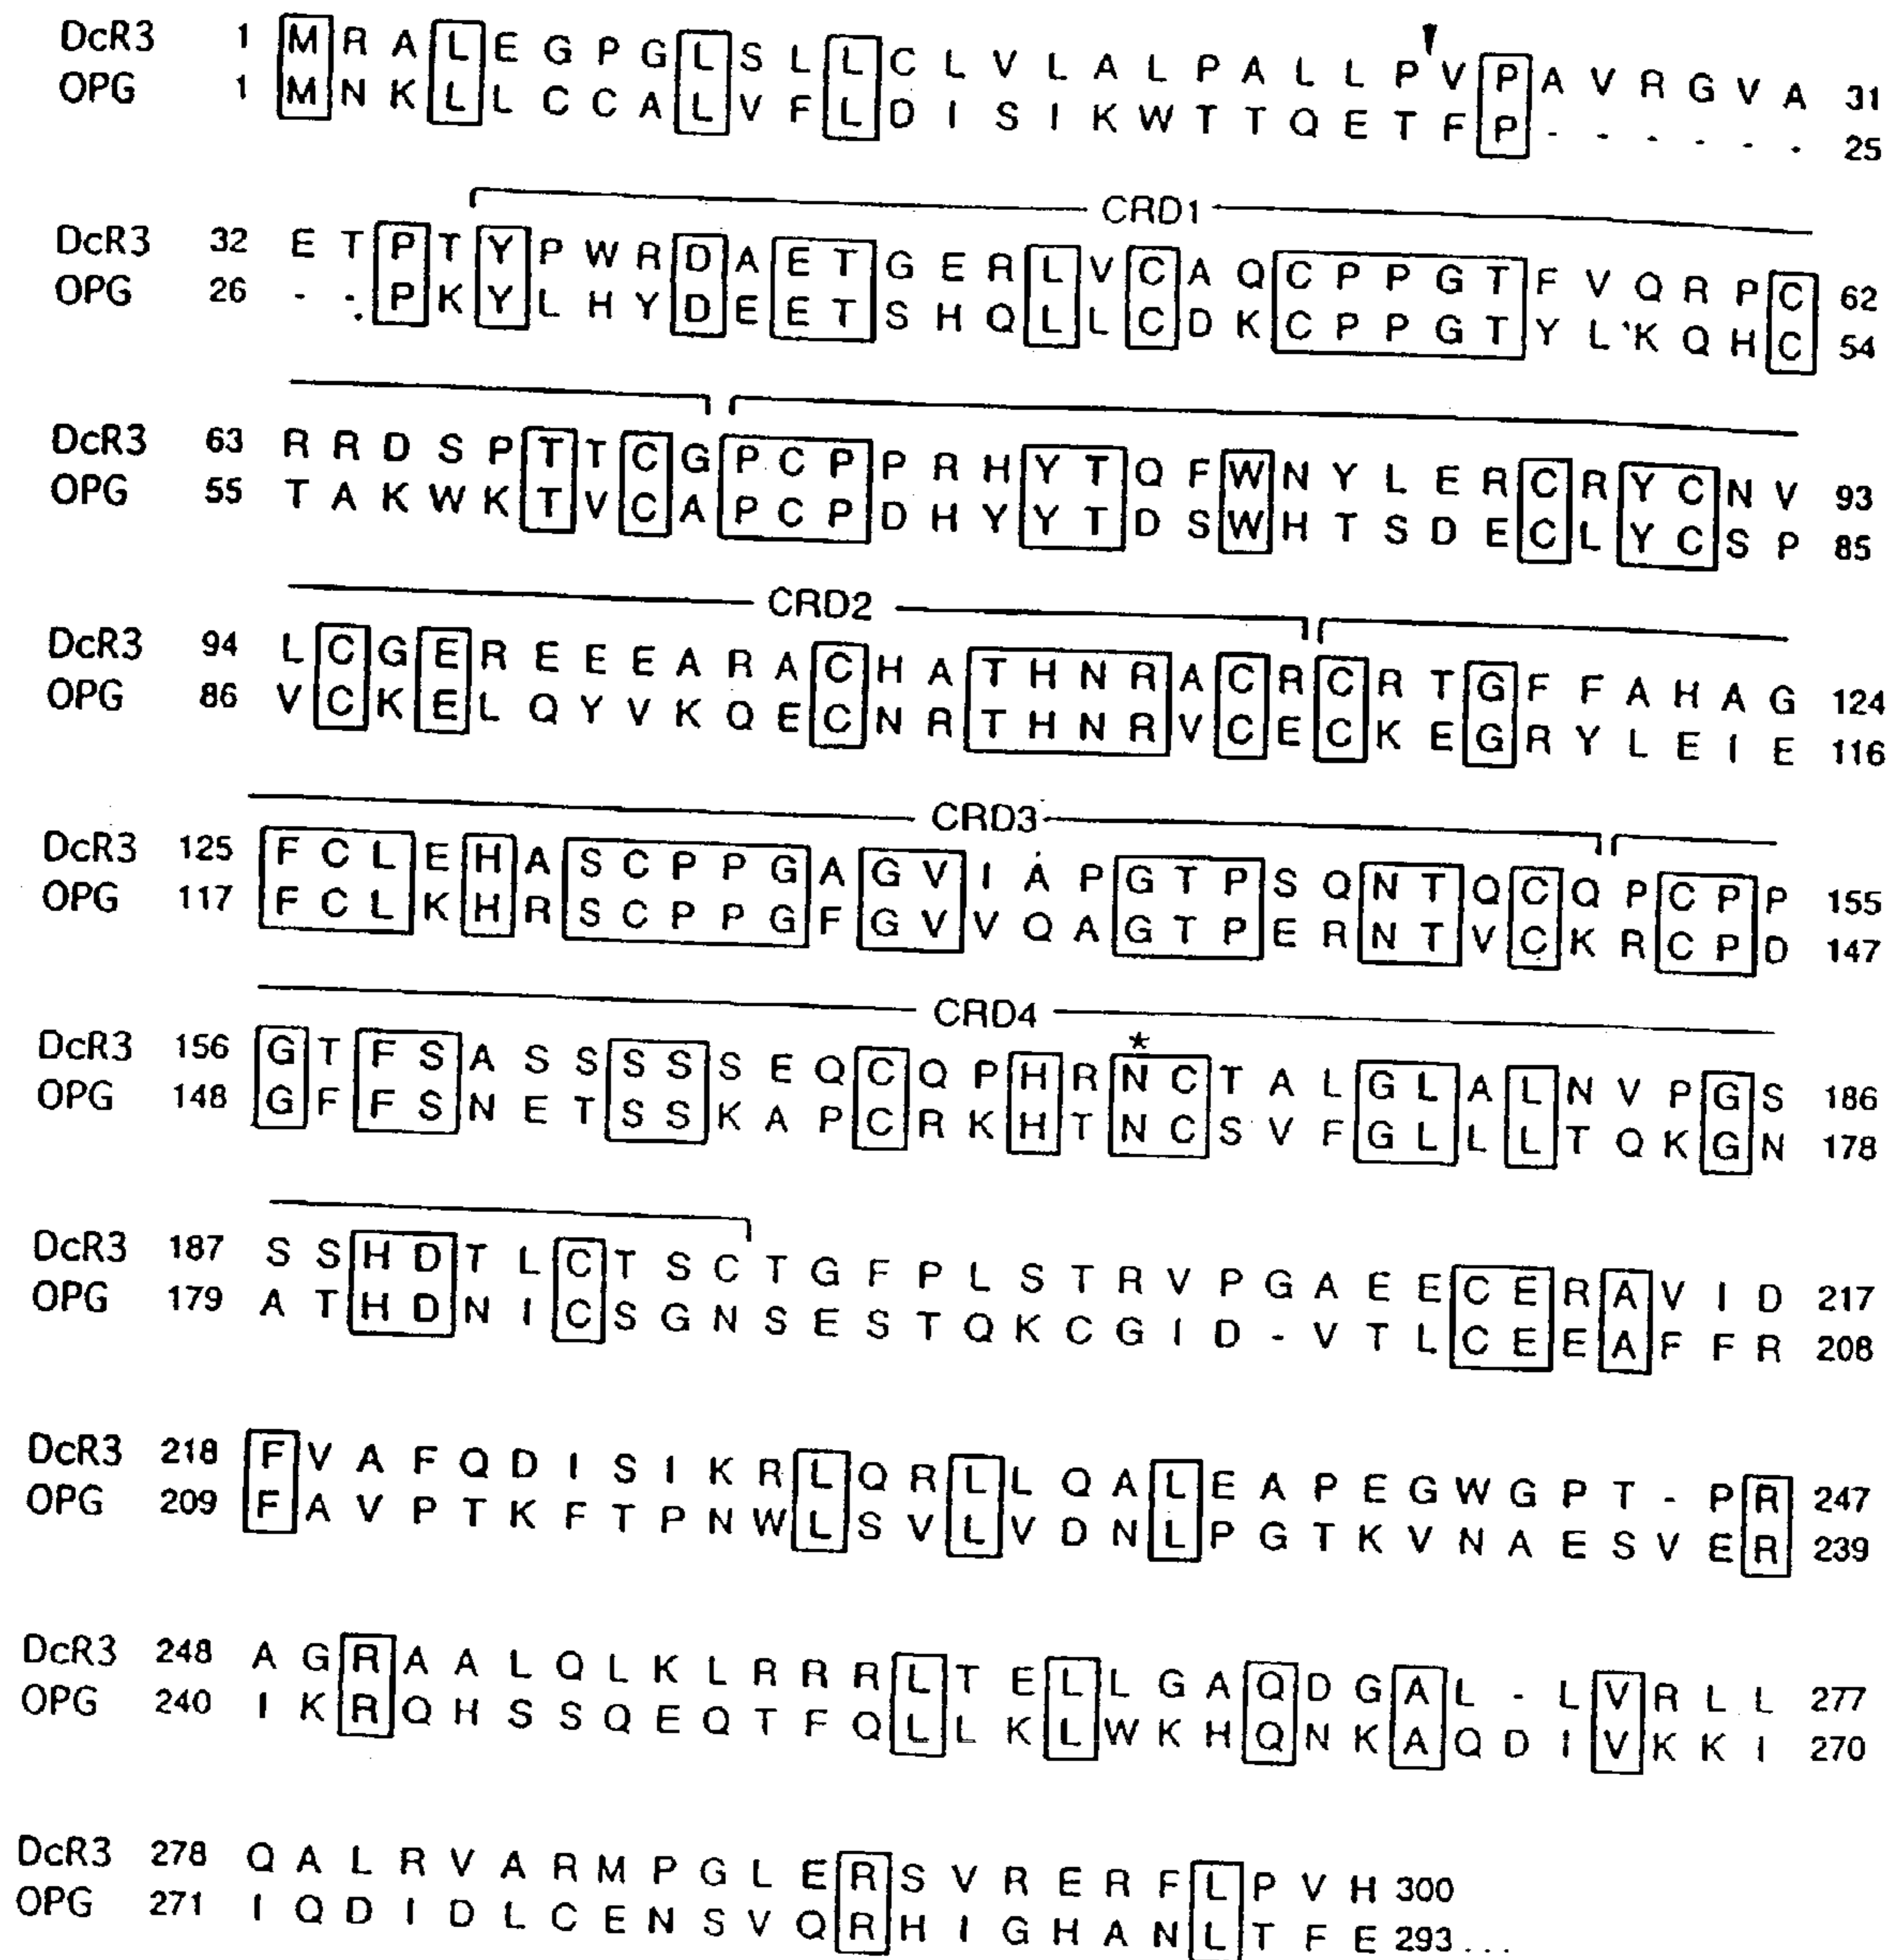 DcR3 1 M R A L E G P G L S L L C L V L A L P A L L P V P A V R G V A 31
OPG 1 M N K L L C C A L V F L D I S I K W T T Q E T F P - - - - - - 25
CRD1
DcR3 32 E T P T Y P W R D A E T G E R L V C A Q C P P G T F V Q R P C 62
OPG 26 - - P K Y L H Y D E E T S H Q L L C D K C P P G T Y L K Q H C 54
DcR3 63 R R D S P T T C G P C P P R H Y T Q F W N Y L E R C R Y C N V 93
OPG 55 T A K W K T V C A P C P D H Y Y T D S W H T S D E C L Y C S P 85
CRD2
DcR3 94 L C G E R E E E A R A C H A T H N R A C R C R T G F F A H A G 124
OPG 86 V C K E L Q Y V K Q E C N R T H N R V C E C K E G R Y L E I E 116
CRD3
DcR3 125 F C L E H A S C P P G A G V I A P G T P S Q N T Q C Q P C P P 155
OPG 117 F C L K H R S C P P G F G V V Q A G T P E R N T V C K R C P D 147
CRD4
*
DcR3 156 G T F S A S S S S S E Q C Q P H R N C T A L G L A L N V P G S 186
OPG 148 G F F S N E T S S K A P C R K H T N C S V F G L L L T Q K G N 178
DcR3 187 S S H D T L C T S C T G F P L S T R V P G A E E C E R A V I D 217
OPG 179 A T H D N I C S G N S E S T Q K C G I D - V T L C E E A F F R 208
DcR3 218 F V A F Q D I S I K R L Q R L L Q A L E A P E G W G P T - P R 247
OPG 209 F A V P T K F T P N W L S V L V D N L P G T K V N A E S V E R 239
DcR3 248 A G R A A L Q L K L R R R L T E L L G A Q D G A L - L V R L L 277
OPG 240 I K R Q H S S Q E Q T F Q L L K L W K H Q N K A Q D I V K K I 270
DcR3 278 Q A L R V A R M P G L E R S V R E R F L P V H 300
OPG 271 I Q D I D L C E N S V Q R H I G H A N L T F E 293...